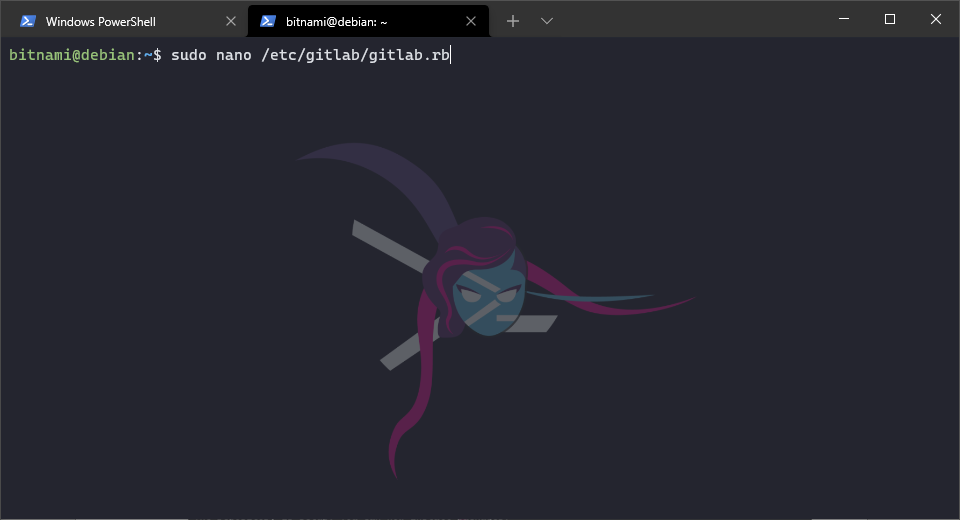 Windows PowerShell
bitnami@debian: ~
bitnami@debian:~$ sudo nano /etc/gitlab/gitlab.rb